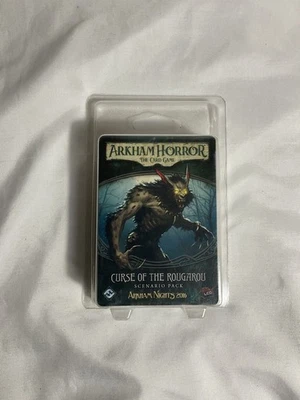 ARKHAM HORROR
THE CARD GAME
CURSE OF THE ROUGAROU
SCENARIO PACK
ARKHAM NIGHTS 2016